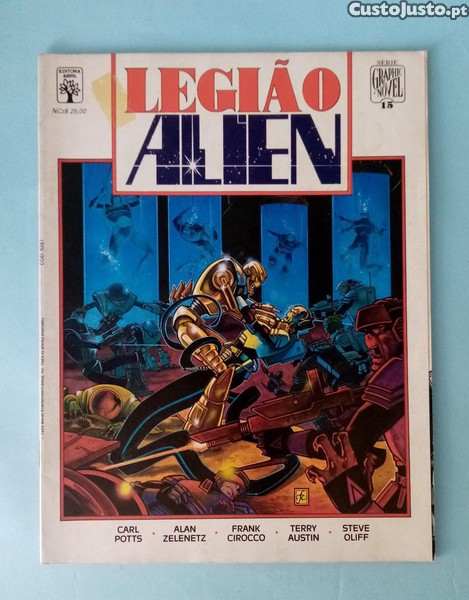 CustoJusto.pt
EDITORA
ABRIL
NCz$ 25,00
LEGIÃO
ALIEN
SÉRIE
GRAPHIC
NOVEL
15
CARL
POTTS
ALAN
ZELENETZ
FRANK
CIROCCO
TERRY
AUSTIN
STEVE
OLIFF